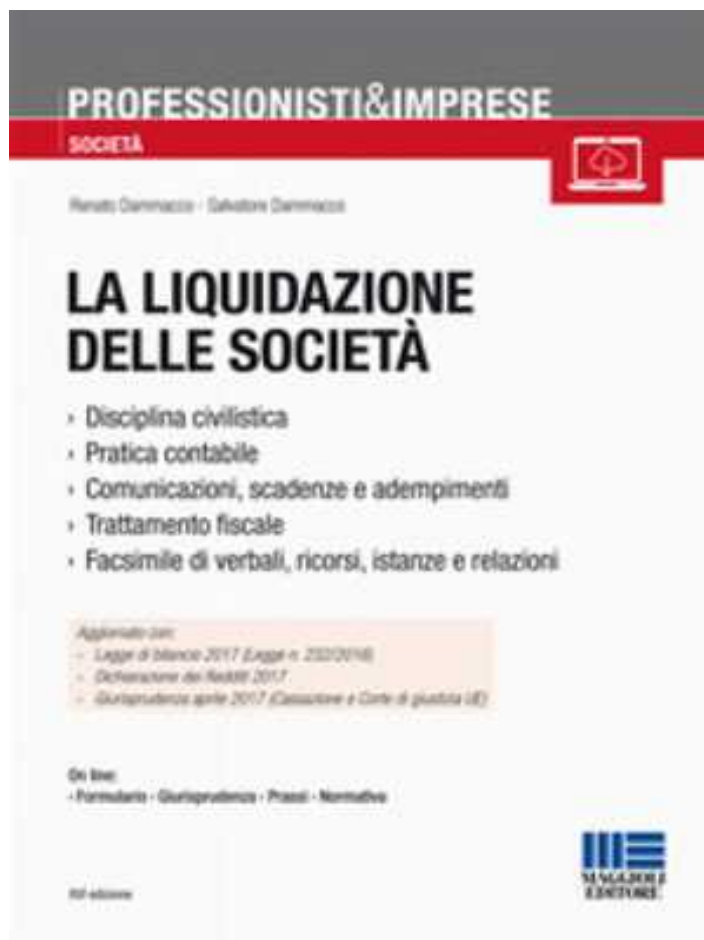 PROFESSIONISTI&IMPRESE
SOCIETÀ
Renato Dammacco - Salvatore Dammacco
LA LIQUIDAZIONE
DELLE SOCIETÀ
› Disciplina civilistica
› Pratica contabile
› Comunicazioni, scadenze e adempimenti
› Trattamento fiscale
› Facsimile di verbali, ricorsi, istanze e relazioni
Aggiornato con:
- Legge di bilancio 2017 (Legge n. 232/2016)
- Dichiarazione dei Redditi 2017
- Giurisprudenza aprile 2017 (Cassazione e Corte di giustizia UE)
On line:
- Formulario - Giurisprudenza - Prassi - Normativa
edizione
MAGGIOLI
EDITORE